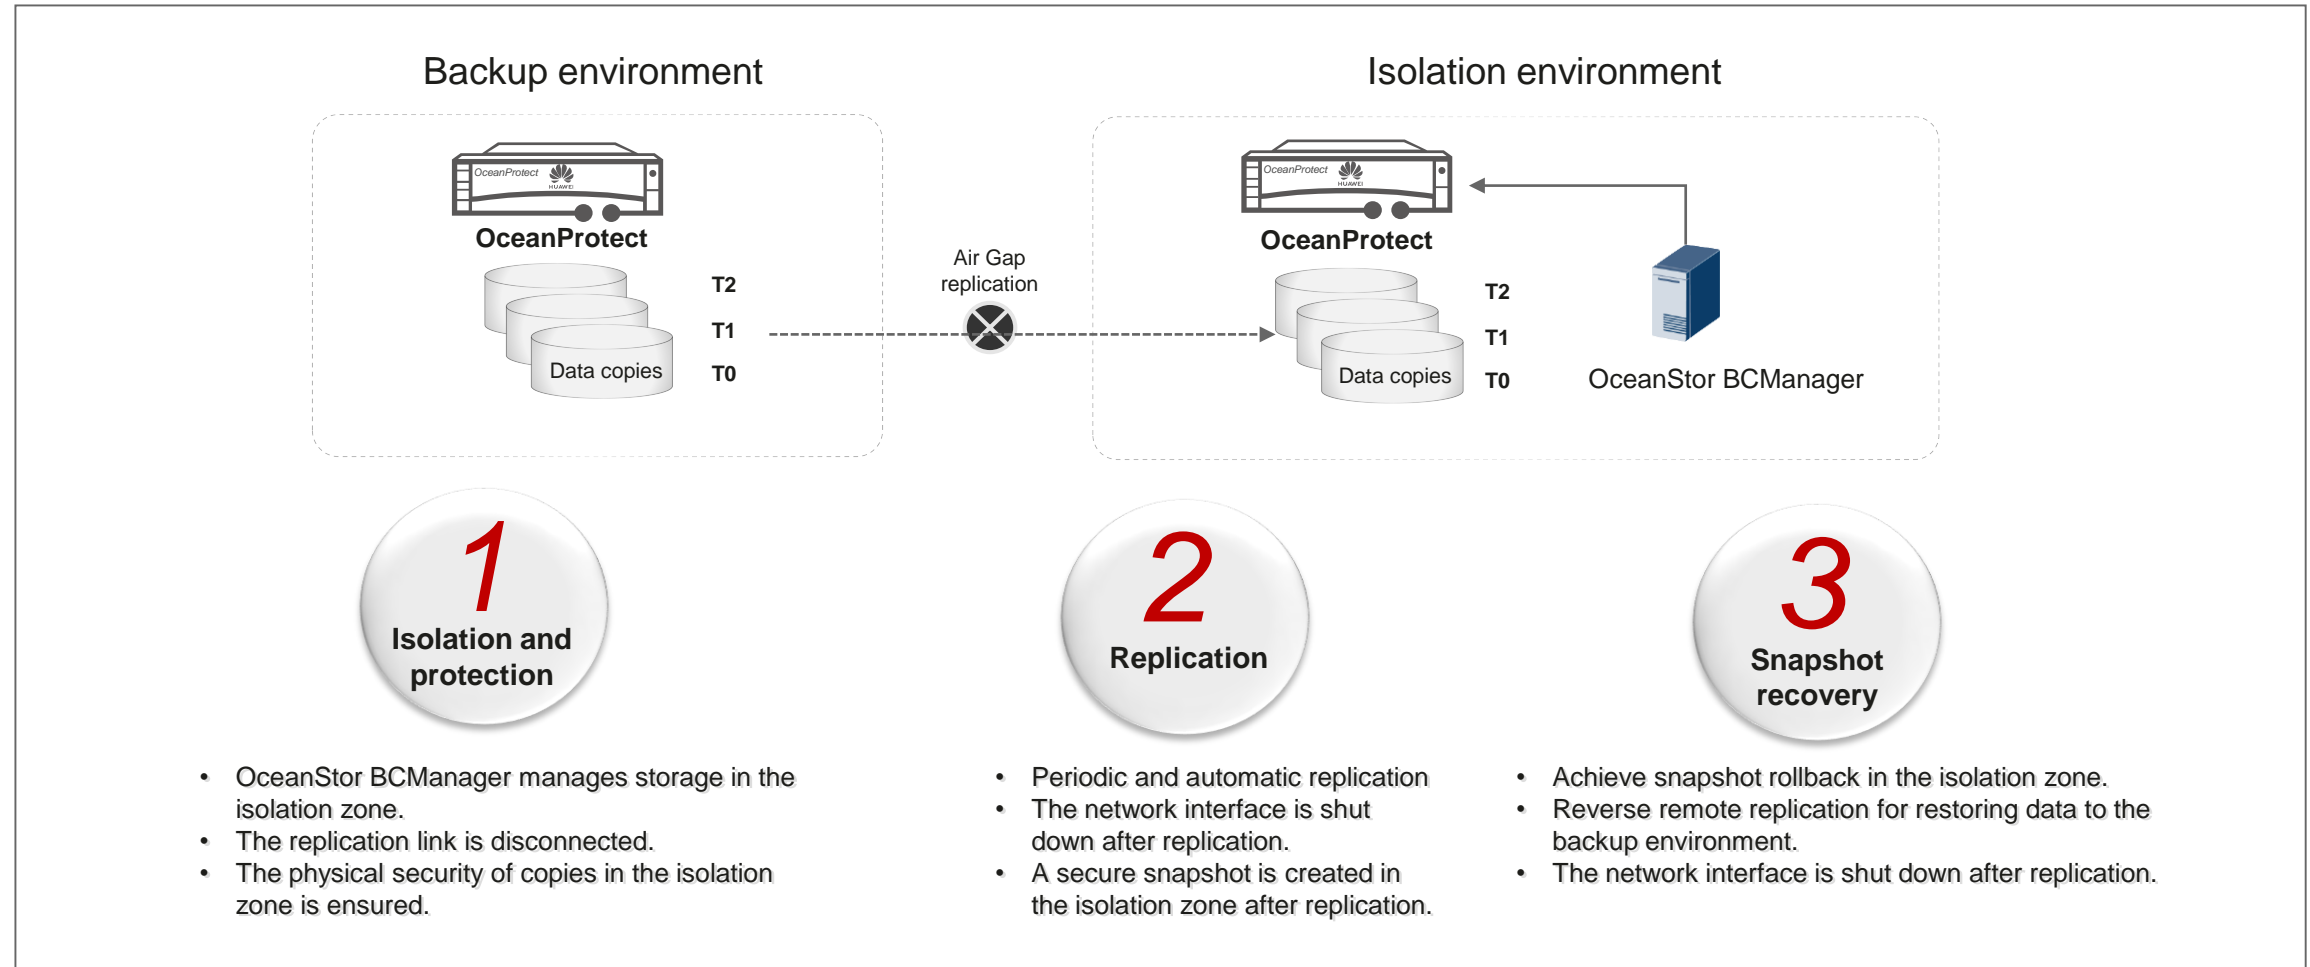 Backup environment
Isolation environment
OceanProtect
HUAWEI
OceanProtect
T2
T1
T0
Data copies
Air Gap
replication
OceanProtect
HUAWEI
OceanProtect
T2
T1
T0
Data copies
OceanStor BCManager
1
Isolation and
protection
2
Replication
3
Snapshot
recovery
• OceanStor BCManager manages storage in the
isolation zone.
• The replication link is disconnected.
• The physical security of copies in the isolation
zone is ensured.
• Periodic and automatic replication
• The network interface is shut
down after replication.
• A secure snapshot is created in
the isolation zone after replication.
• Achieve snapshot rollback in the isolation zone.
• Reverse remote replication for restoring data to the
backup environment.
• The network interface is shut down after replication.